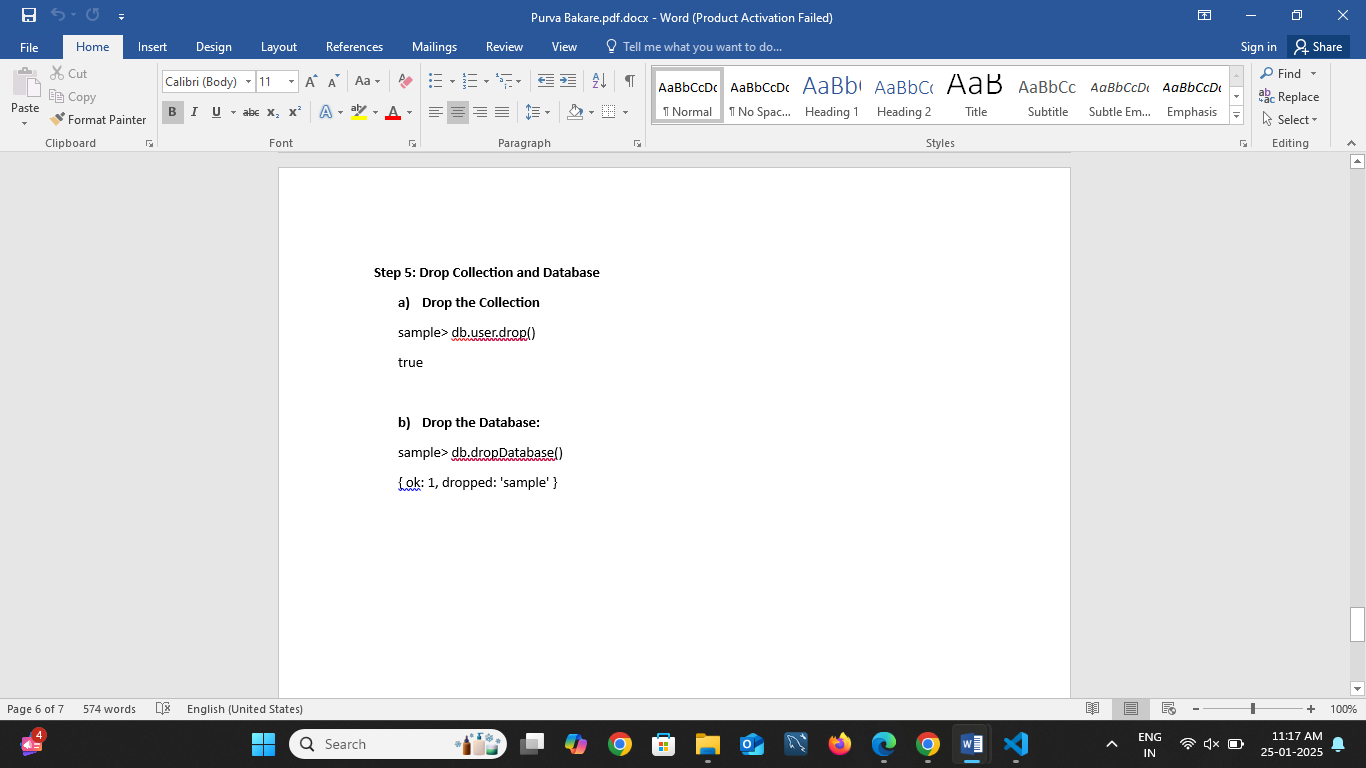 Purva Bakare.pdf.docx - Word (Product Activation Failed)
File Home Insert Design Layout References Mailings Review View Tell me what you want to do... Sign in Share
Paste
Cut
Copy
Format Painter
Clipboard
Calibri (Body) 11
Font
Paragraph
AaBbCcDc AaBbCcDc AaBb( AaBbCc AaB AaBbCc AaBbCcDc AaBbCcDc
¶ Normal ¶ No Spac... Heading 1 Heading 2 Title Subtitle Subtle Em... Emphasis
Styles
Find
Replace
Select
Editing
Step 5: Drop Collection and Database
a) Drop the Collection
sample> db.user.drop()
true
b) Drop the Database:
sample> db.dropDatabase()
{ ok: 1, dropped: 'sample' }
Page 6 of 7 574 words English (United States) 100%
4
Search
ENG
IN
11:17 AM
25-01-2025